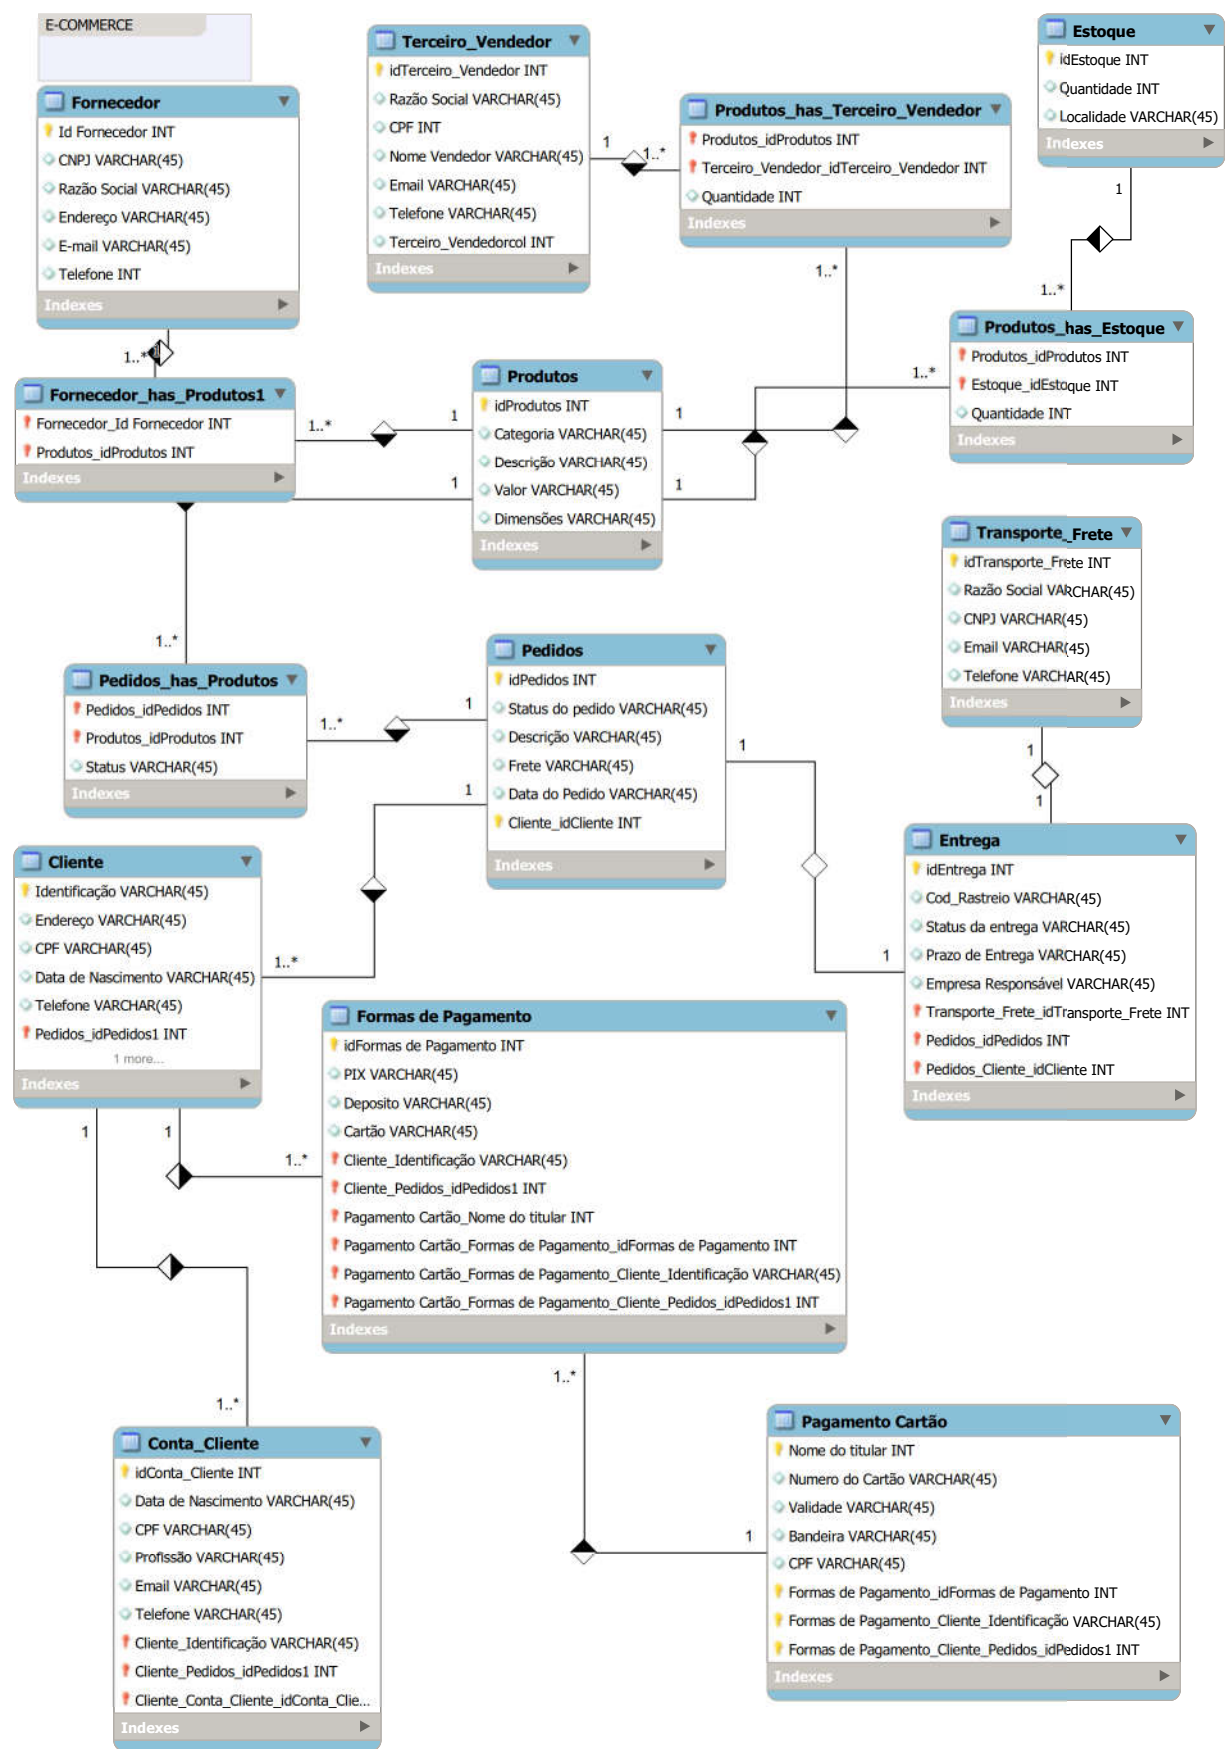 E-COMMERCE
Fornecedor
Id Fornecedor INT
CNPJ VARCHAR(45)
Razão Social VARCHAR(45)
Endereço VARCHAR(45)
E-mail VARCHAR(45)
Telefone INT
Indexes
Terceiro_Vendedor
idTerceiro_Vendedor INT
Razão Social VARCHAR(45)
CPF INT
Nome Vendedor VARCHAR(45)
Email VARCHAR(45)
Telefone VARCHAR(45)
Terceiro_Vendedorcol INT
Indexes
1
1..*
Produtos_has_Terceiro_Vendedor
Produtos_idProdutos INT
Terceiro_Vendedor_idTerceiro_Vendedor INT
Quantidade INT
Indexes
1..*
Estoque
idEstoque INT
Quantidade INT
Localidade VARCHAR(45)
Indexes
1
1..*
Produtos_has_Estoque
Produtos_idProdutos INT
Estoque_idEstoque INT
Quantidade INT
Indexes
1..*
1..*
Fornecedor_has_Produtos1
Fornecedor_Id Fornecedor INT
Produtos_idProdutos INT
Indexes
1..*
1
1
Produtos
idProdutos INT
Categoria VARCHAR(45)
Descrição VARCHAR(45)
Valor VARCHAR(45)
Dimensões VARCHAR(45)
Indexes
1
1
Transporte_Frete
idTransporte_Frete INT
Razão Social VARCHAR(45)
CNPJ VARCHAR(45)
Email VARCHAR(45)
Telefone VARCHAR(45)
Indexes
1
1
1..*
Pedidos_has_Produtos
Pedidos_idPedidos INT
Produtos_idProdutos INT
Status VARCHAR(45)
Indexes
1..*
1
1
Pedidos
idPedidos INT
Status do pedido VARCHAR(45)
Descrição VARCHAR(45)
Frete VARCHAR(45)
Data do Pedido VARCHAR(45)
Cliente_idCliente INT
Indexes
1
1
Entrega
idEntrega INT
Cod_Rastreio VARCHAR(45)
Status da entrega VARCHAR(45)
Prazo de Entrega VARCHAR(45)
Empresa Responsável VARCHAR(45)
Transporte_Frete_idTransporte_Frete INT
Pedidos_idPedidos INT
Pedidos_Cliente_idCliente INT
Indexes
Cliente
Identificação VARCHAR(45)
Endereço VARCHAR(45)
CPF VARCHAR(45)
Data de Nascimento VARCHAR(45)
Telefone VARCHAR(45)
Pedidos_idPedidos1 INT
1 more...
Indexes
1..*
1
1
1..*
Formas de Pagamento
idFormas de Pagamento INT
PIX VARCHAR(45)
Deposito VARCHAR(45)
Cartão VARCHAR(45)
Cliente_Identificação VARCHAR(45)
Cliente_Pedidos_idPedidos1 INT
Pagamento Cartão_Nome do titular INT
Pagamento Cartão_Formas de Pagamento_idFormas de Pagamento INT
Pagamento Cartão_Formas de Pagamento_Cliente_Identificação VARCHAR(45)
Pagamento Cartão_Formas de Pagamento_Cliente_Pedidos_idPedidos1 INT
Indexes
1..*
1..*
Conta_Cliente
idConta_Cliente INT
Data de Nascimento VARCHAR(45)
CPF VARCHAR(45)
Profissão VARCHAR(45)
Email VARCHAR(45)
Telefone VARCHAR(45)
Cliente_Identificação VARCHAR(45)
Cliente_Pedidos_idPedidos1 INT
Cliente_Conta_Cliente_idConta_Clie...
Indexes
1
Pagamento Cartão
Nome do titular INT
Numero do Cartão VARCHAR(45)
Validade VARCHAR(45)
Bandeira VARCHAR(45)
CPF VARCHAR(45)
Formas de Pagamento_idFormas de Pagamento INT
Formas de Pagamento_Cliente_Identificação VARCHAR(45)
Formas de Pagamento_Cliente_Pedidos_idPedidos1 INT
Indexes